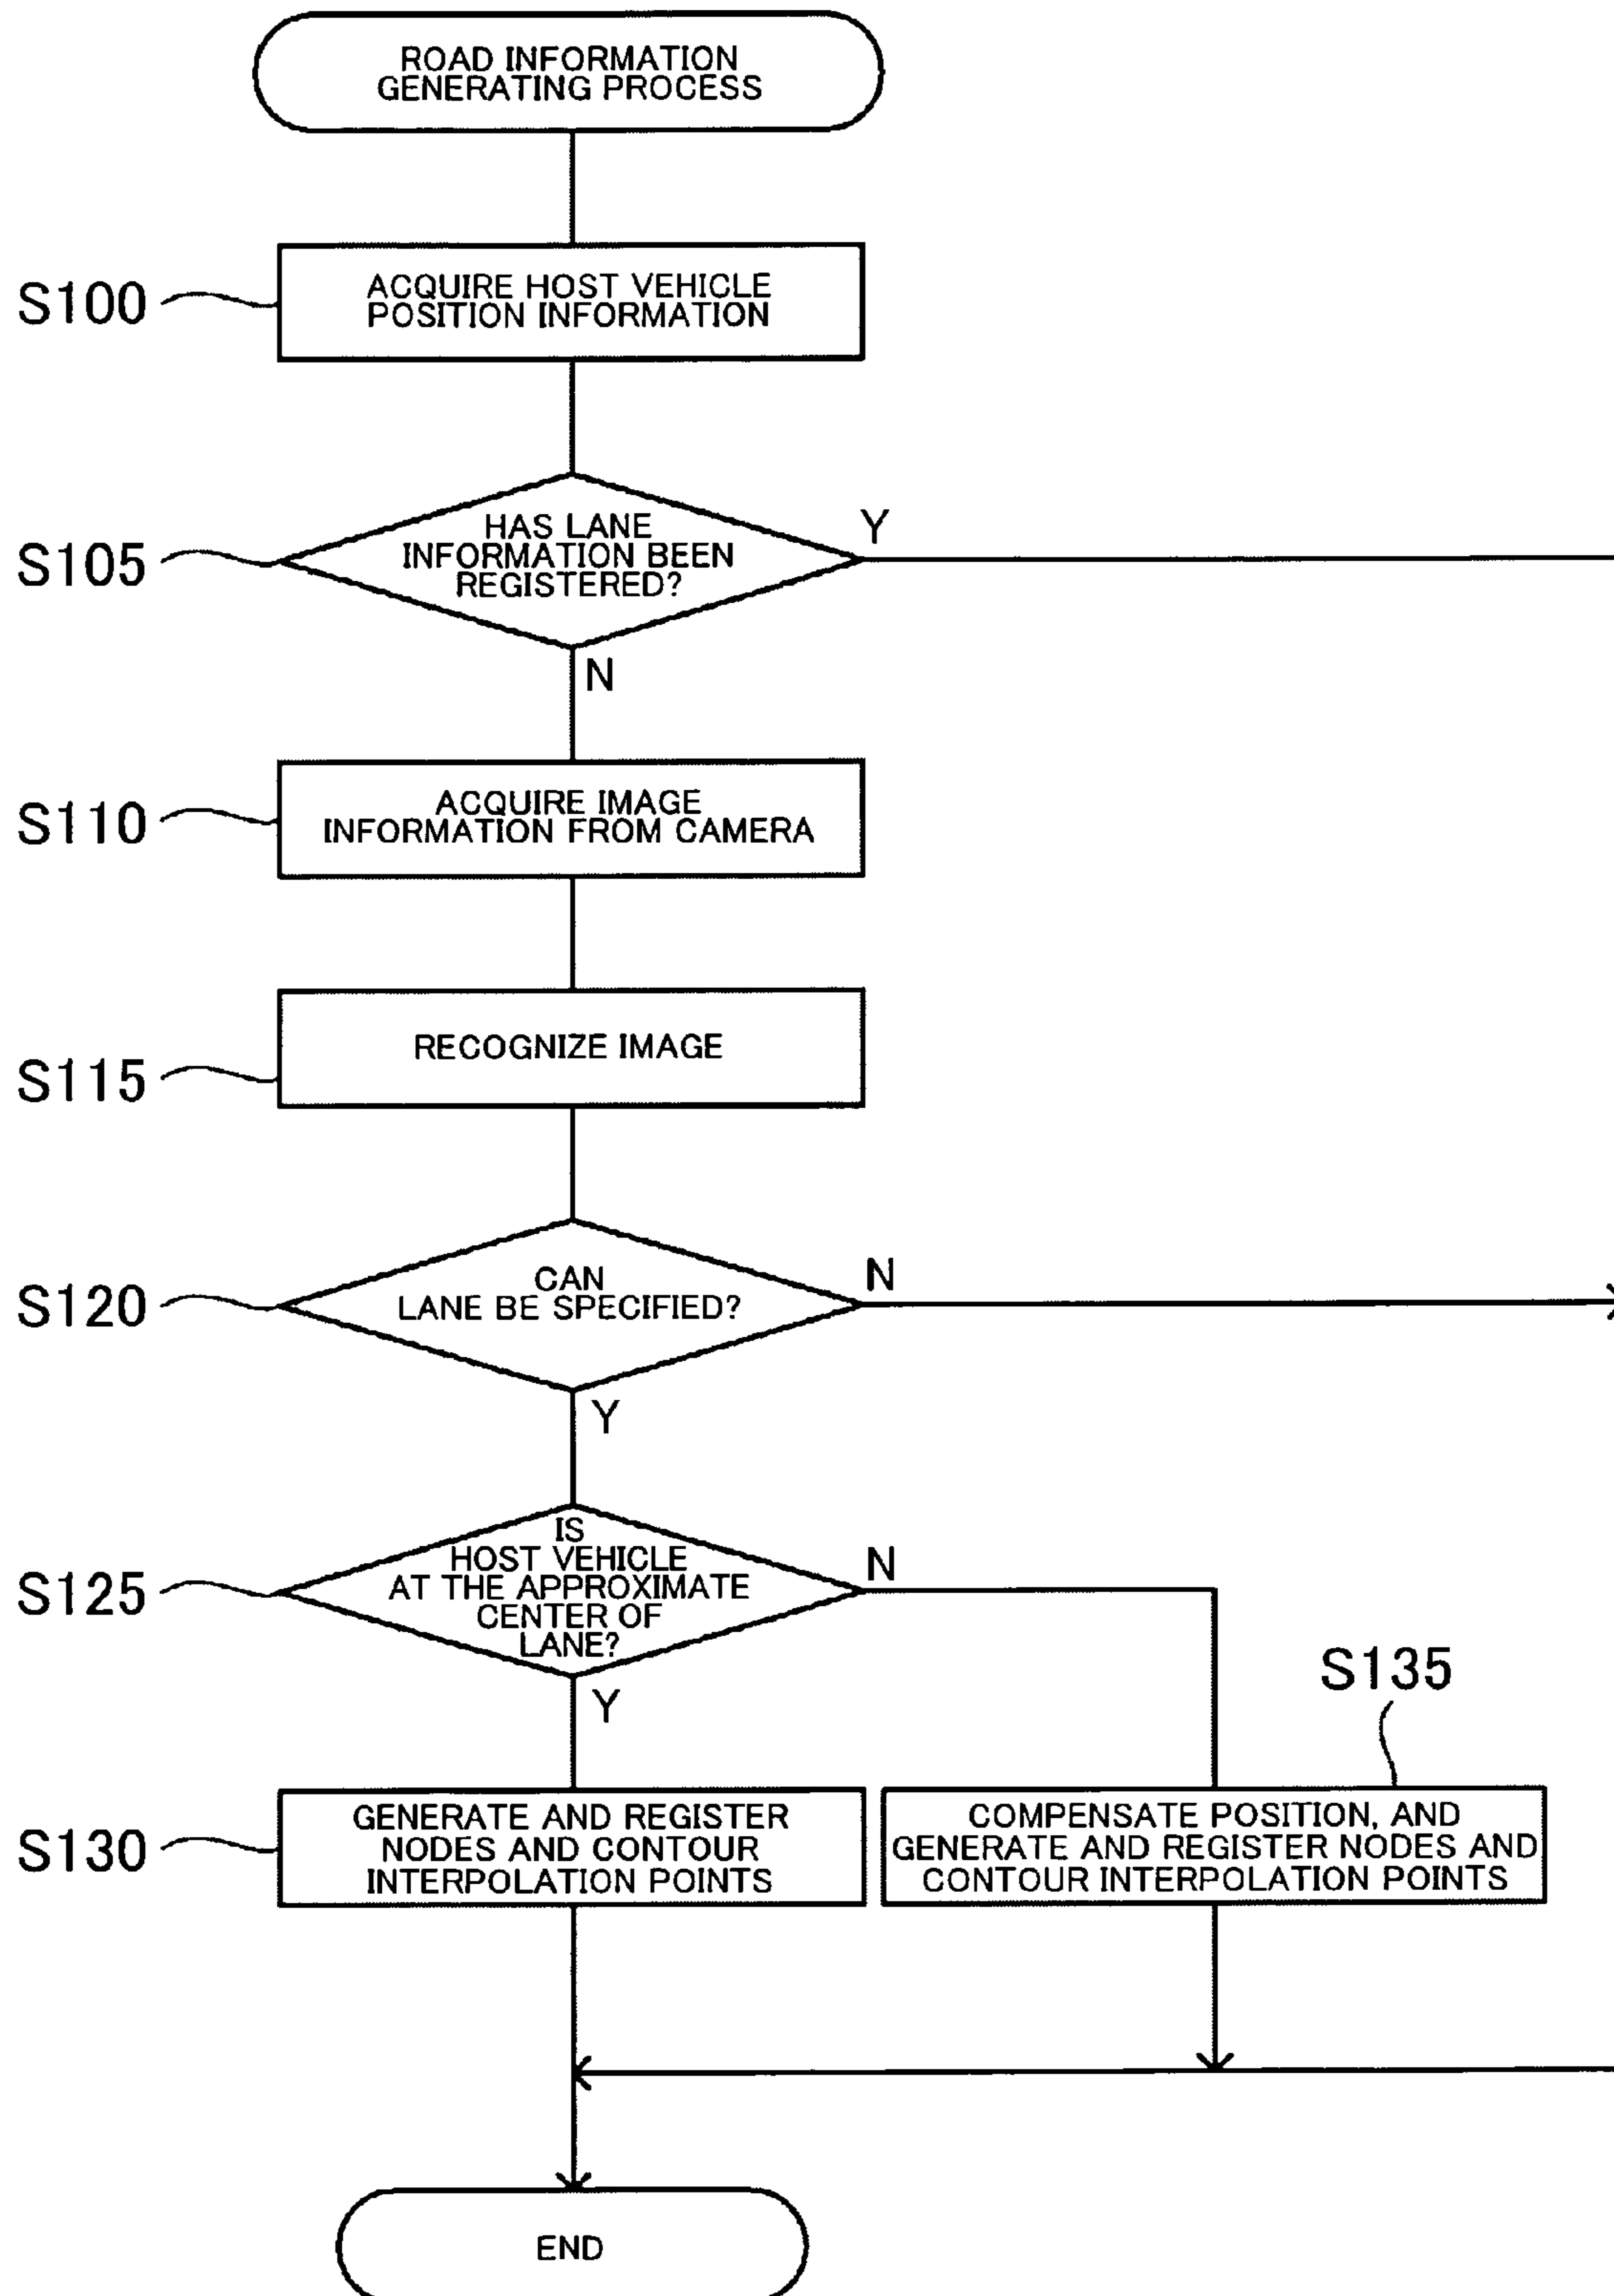 ROAD INFORMATION
GENERATING PROCESS
S100
ACQUIRE HOST VEHICLE
POSITION INFORMATION
S105
HAS LANE
INFORMATION BEEN
REGISTERED?
Y
N
S110
ACQUIRE IMAGE
INFORMATION FROM CAMERA
S115
RECOGNIZE IMAGE
S120
CAN
LANE BE SPECIFIED?
N
Y
S125
IS
HOST VEHICLE
AT THE APPROXIMATE
CENTER OF
LANE?
N
Y
S135
S130
GENERATE AND REGISTER
NODES AND CONTOUR
INTERPOLATION POINTS
COMPENSATE POSITION, AND
GENERATE AND REGISTER NODES AND
CONTOUR INTERPOLATION POINTS
END